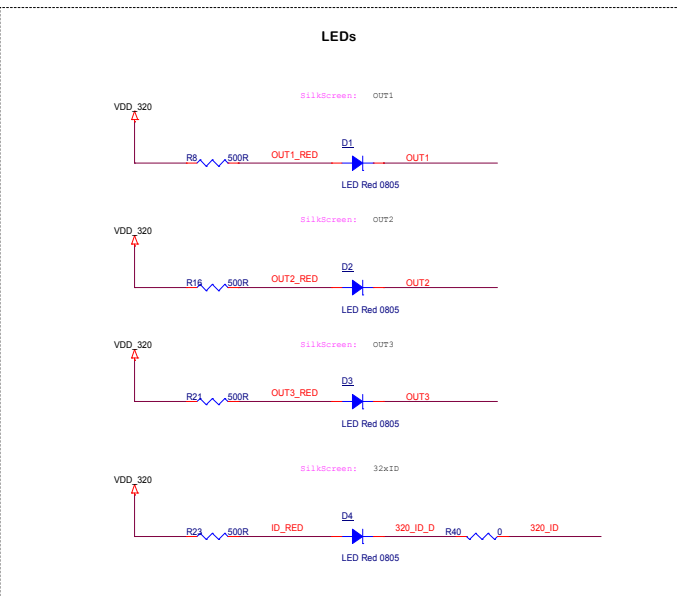 LEDs
SilkScreen: OUT1
VDD_320
D1
R8 500R OUT1_RED OUT1
LED Red 0805
SilkScreen: OUT2
VDD_320
D2
R16 500R OUT2_RED OUT2
LED Red 0805
SilkScreen: OUT3
VDD_320
D3
R21 500R OUT3_RED OUT3
LED Red 0805
SilkScreen: 32xID
VDD_320
D4
R23 500R ID_RED 320_ID_D R40 0 320_ID
LED Red 0805